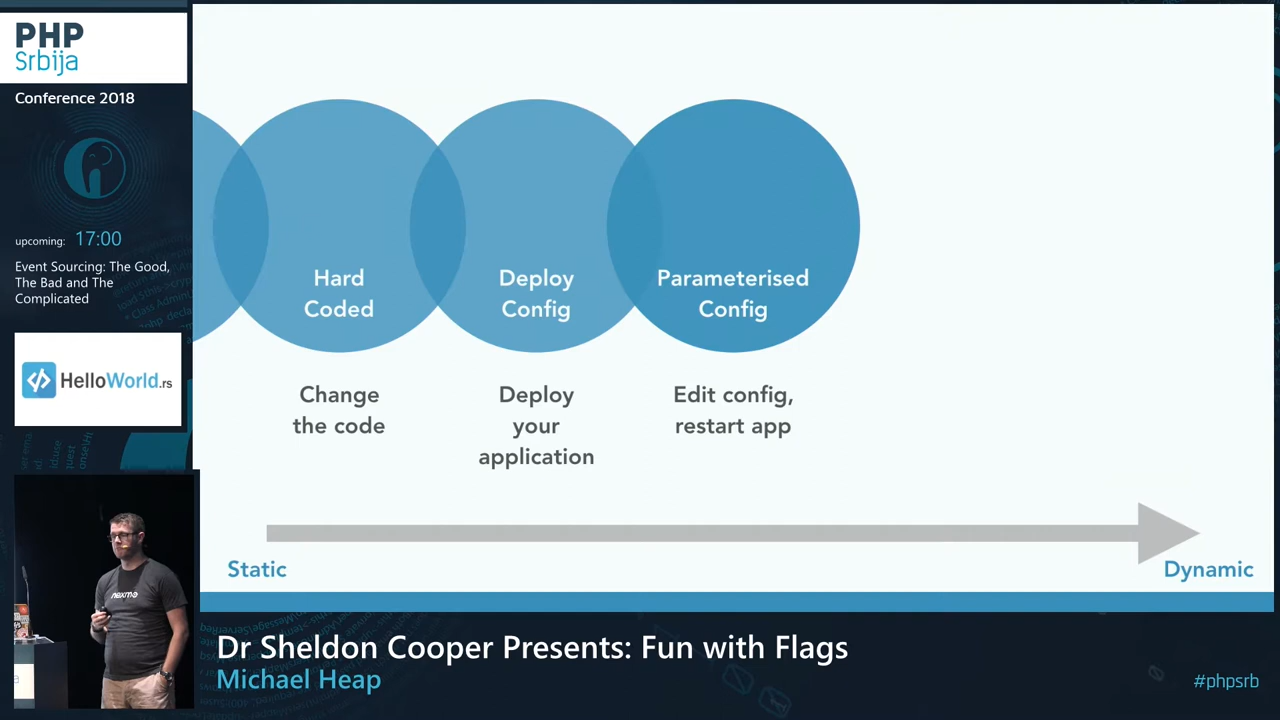 PHP
Srbija
Conference 2018
upcoming: 17:00
Event Sourcing: The Good,
The Bad and The
Complicated
HelloWorld.rs
Hard
Coded
Deploy
Config
Parameterised
Config
Change
the code
Deploy
your
application
Edit config,
restart app
Static
Dynamic
nexmo
Dr Sheldon Cooper Presents: Fun with Flags
Michael Heap
#phpsrb